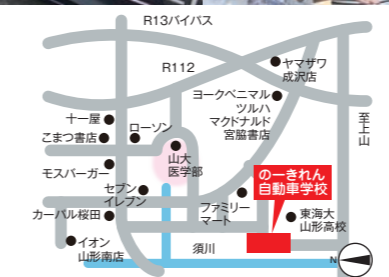 R13バイパス
R112
ヤマザワ
成沢店
ヨークベニマル
ツルハ
マクドナルド
宮脇書店
至上山
十一屋
こまつ書店
ローソン
山大
医学部
モスバーガー
セブン
イレブン
カーバル桜田
イオン
山形南店
ファミリー
マート
のーきれん
自動車学校
東海大
山形高校
須川
N